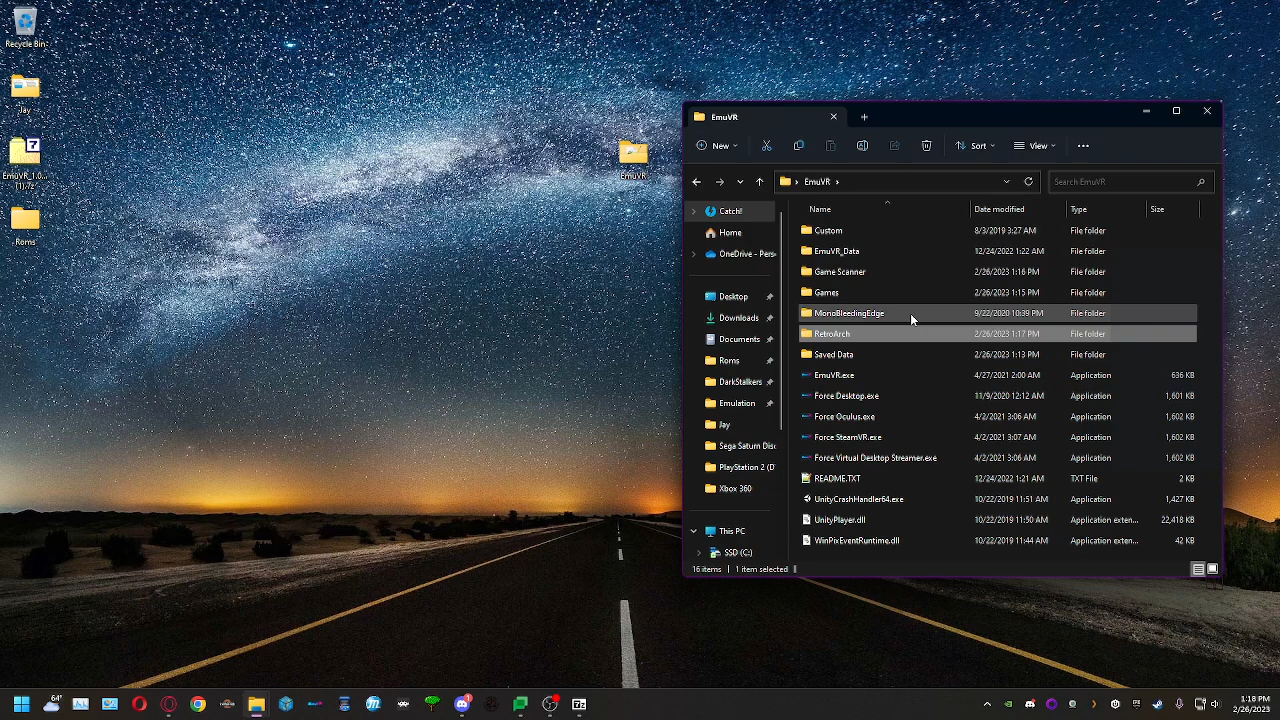 Recycle Bin
Jay
EmuVR_1.0...
(1).7z
Roms
EmuVR
EmuVR
New
Sort
View
EmuVR
Search EmuVR
Catch!
Home
OneDrive - Pers
Desktop
Downloads
Documents
Roms
DarkStalkers
Emulation
Jay
Sega Saturn Disc
PlayStation 2 (D
Xbox 360
This PC
SSD (C:)
Name Date modified Type Size
Custom 8/3/2019 3:27 AM File folder
EmuVR_Data 12/24/2022 1:22 AM File folder
Game Scanner 2/26/2023 1:16 PM File folder
Games 2/26/2023 1:15 PM File folder
MonoBleedingEdge 9/22/2020 10:39 PM File folder
RetroArch 2/26/2023 1:17 PM File folder
Saved Data 2/26/2023 1:13 PM File folder
EmuVR.exe 4/27/2021 2:00 AM Application 636 KB
Force Desktop.exe 11/9/2020 12:12 AM Application 1,601 KB
Force Oculus.exe 4/2/2021 3:06 AM Application 1,602 KB
Force SteamVR.exe 4/2/2021 3:07 AM Application 1,602 KB
Force Virtual Desktop Streamer.exe 4/2/2021 3:06 AM Application 1,602 KB
README.TXT 12/24/2022 1:21 AM TXT File 2 KB
UnityCrashHandler64.exe 10/22/2019 11:51 AM Application 1,427 KB
UnityPlayer.dll 10/22/2019 11:50 AM Application exten... 22,418 KB
WinPixEventRuntime.dll 10/22/2019 11:44 AM Application exten... 42 KB
16 items 1 item selected
64°
1:18 PM
2/26/2023